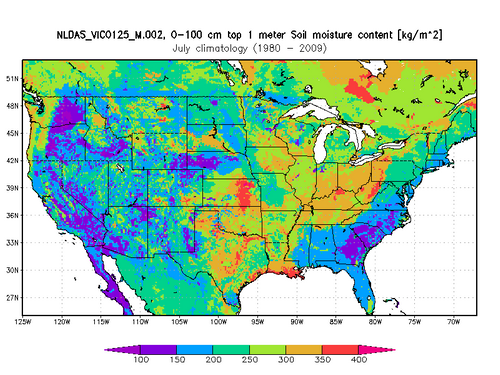 NLDAS_VIC0125_M.002, 0-100 cm top 1 meter Soil moisture content [kg/m^2]
July climatology (1980 - 2009)
51N
48N
45N
42N
39N
36N
33N
30N
27N
125W 120W 115W 110W 105W 100W 95W 90W 85W 80W 75W 70W
100 150 200 250 300 350 400